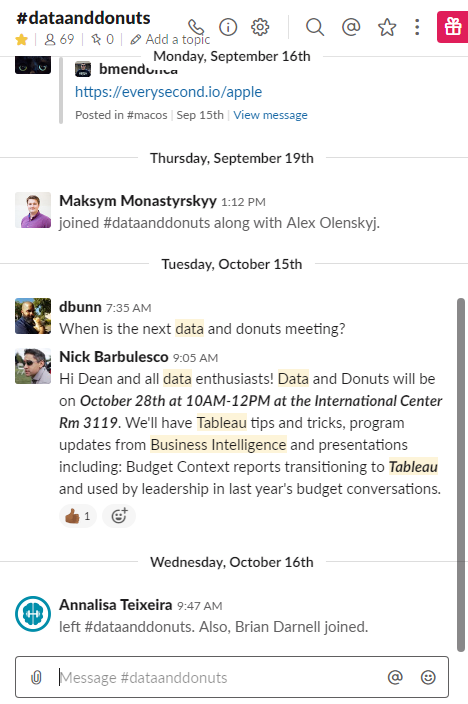 #dataanddonuts
69 | 0 | Add a topic
Monday, September 16th
bmendonca
https://everysecond.io/apple
Posted in #macos | Sep 15th | View message
Thursday, September 19th
Maksym Monastyrskyy 1:12 PM
joined #dataanddonuts along with Alex Olenskyj.
Tuesday, October 15th
dbunn 7:35 AM
When is the next data and donuts meeting?
Nick Barbulesco 9:05 AM
Hi Dean and all data enthusiasts! Data and Donuts will be
on October 28th at 10AM-12PM at the International Center
Rm 3119. We'll have Tableau tips and tricks, program
updates from Business Intelligence and presentations
including: Budget Context reports transitioning to Tableau
and used by leadership in last year's budget conversations.
1
Wednesday, October 16th
Annalisa Teixeira 9:47 AM
left #dataanddonuts. Also, Brian Darnell joined.
Message #dataanddonuts